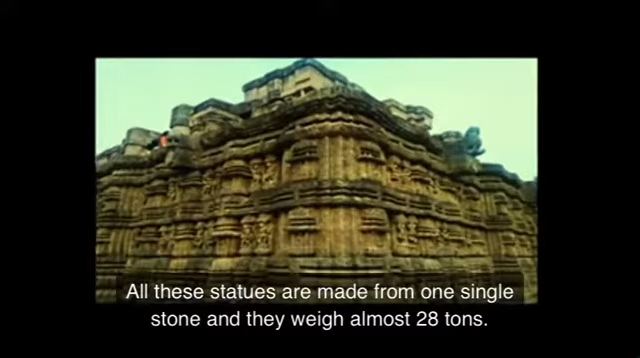 All these statues are made from one single
stone and they weigh almost 28 tons.